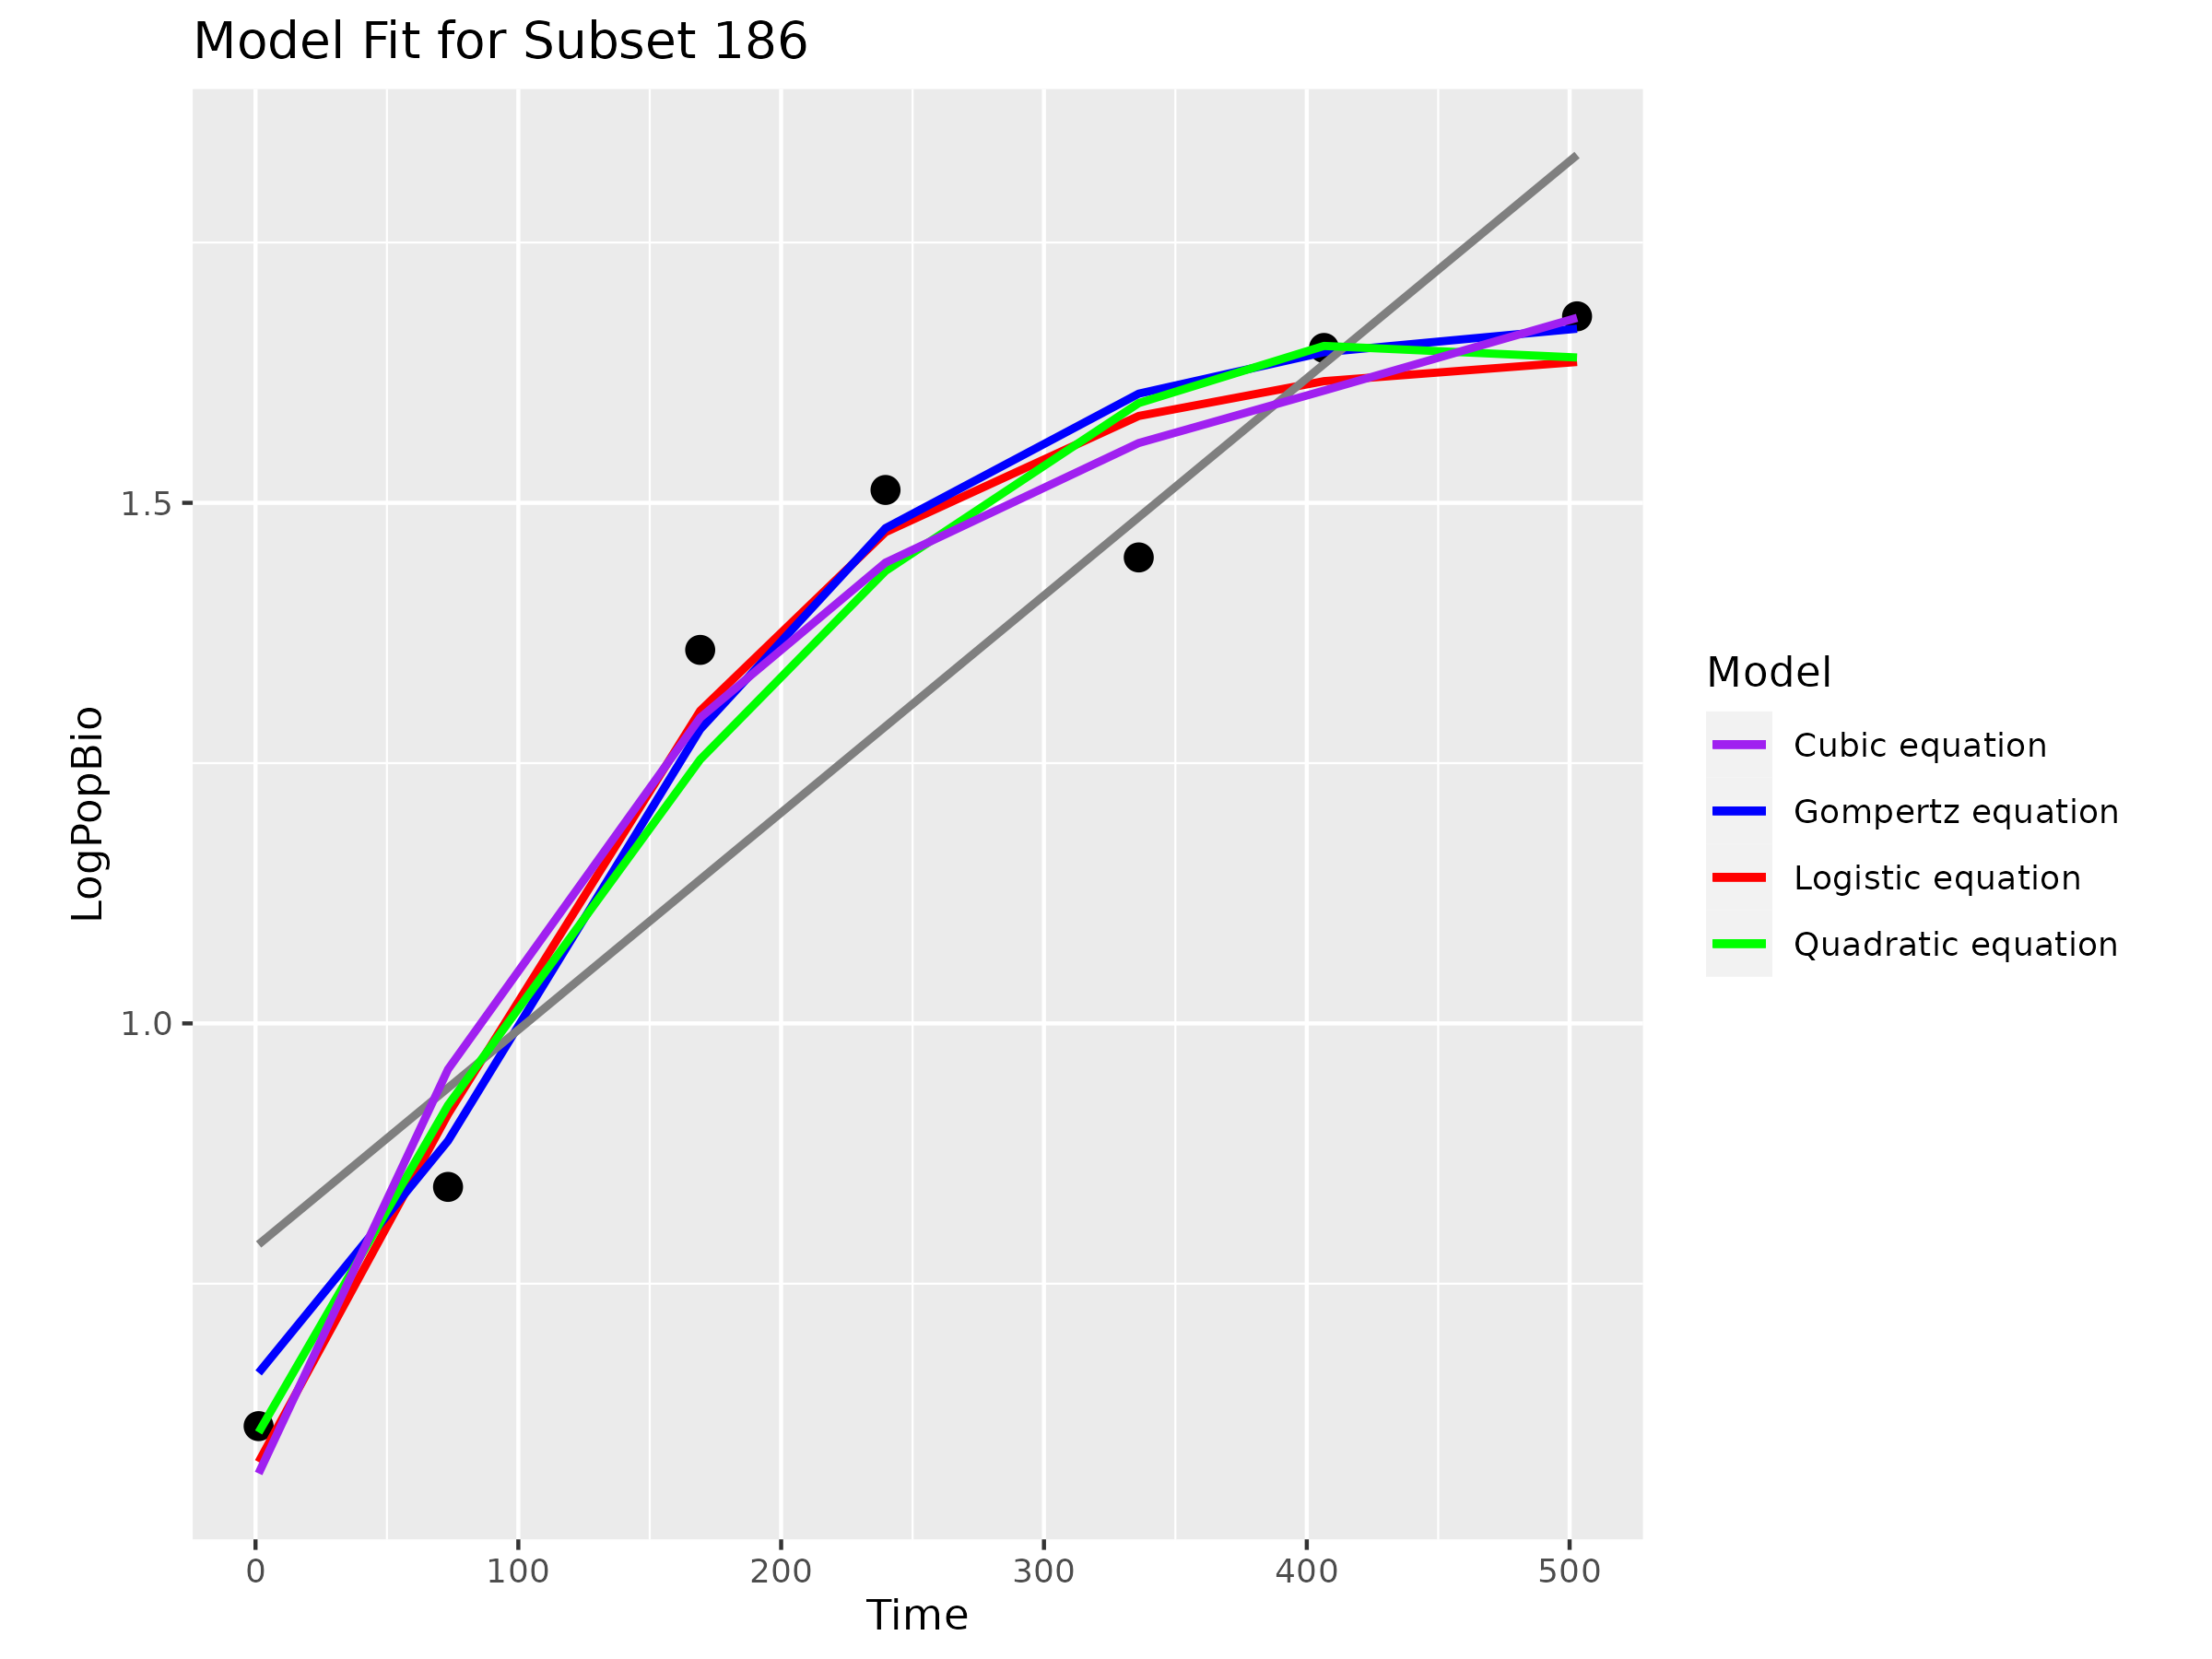 Model Fit for Subset 186
LogPopBio
1.5
1.0
0 100 200 300 400 500
Time
Model
Cubic equation
Gompertz equation
Logistic equation
Quadratic equation